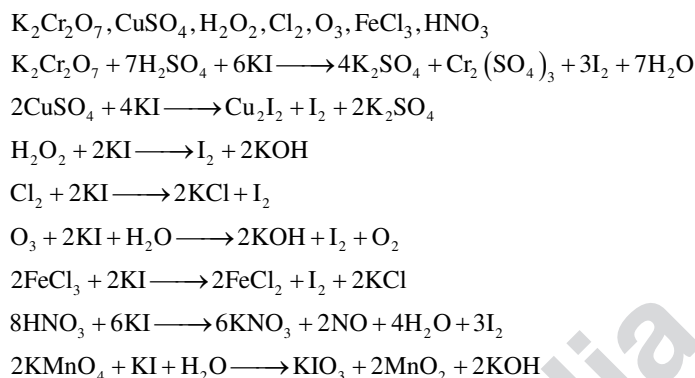 K₂Cr₂O₇, CuSO₄, H₂O₂, Cl₂, O₃, FeCl₃, HNO₃
K₂Cr₂O₇ + 7H₂SO₄ + 6KI ⟶ 4K₂SO₄ + Cr₂(SO₄)₃ + 3I₂ + 7H₂O
2CuSO₄ + 4KI ⟶ Cu₂I₂ + I₂ + 2K₂SO₄
H₂O₂ + 2KI ⟶ I₂ + 2KOH
Cl₂ + 2KI ⟶ 2KCl + I₂
O₃ + 2KI + H₂O ⟶ 2KOH + I₂ + O₂
2FeCl₃ + 2KI ⟶ 2FeCl₂ + I₂ + 2KCl
8HNO₃ + 6KI ⟶ 6KNO₃ + 2NO + 4H₂O + 3I₂
2KMnO₄ + KI + H₂O ⟶ KIO₃ + 2MnO₂ + 2KOH